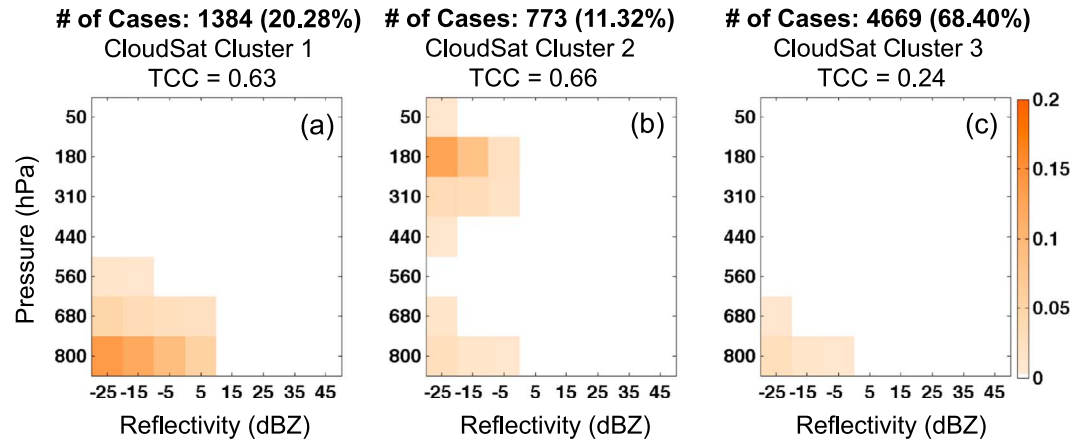 # of Cases: 1384 (20.28%)
CloudSat Cluster 1
TCC = 0.63
# of Cases: 773 (11.32%)
CloudSat Cluster 2
TCC = 0.66
# of Cases: 4669 (68.40%)
CloudSat Cluster 3
TCC = 0.24
Pressure (hPa)
50
180
310
440
560
680
800
(a)
-25 -15 -5 5 15 25 35 45
Reflectivity (dBZ)
50
180
310
440
560
680
800
(b)
-25 -15 -5 5 15 25 35 45
Reflectivity (dBZ)
50
180
310
440
560
680
800
(c)
-25 -15 -5 5 15 25 35 45
Reflectivity (dBZ)
0.2
0.15
0.1
0.05
0